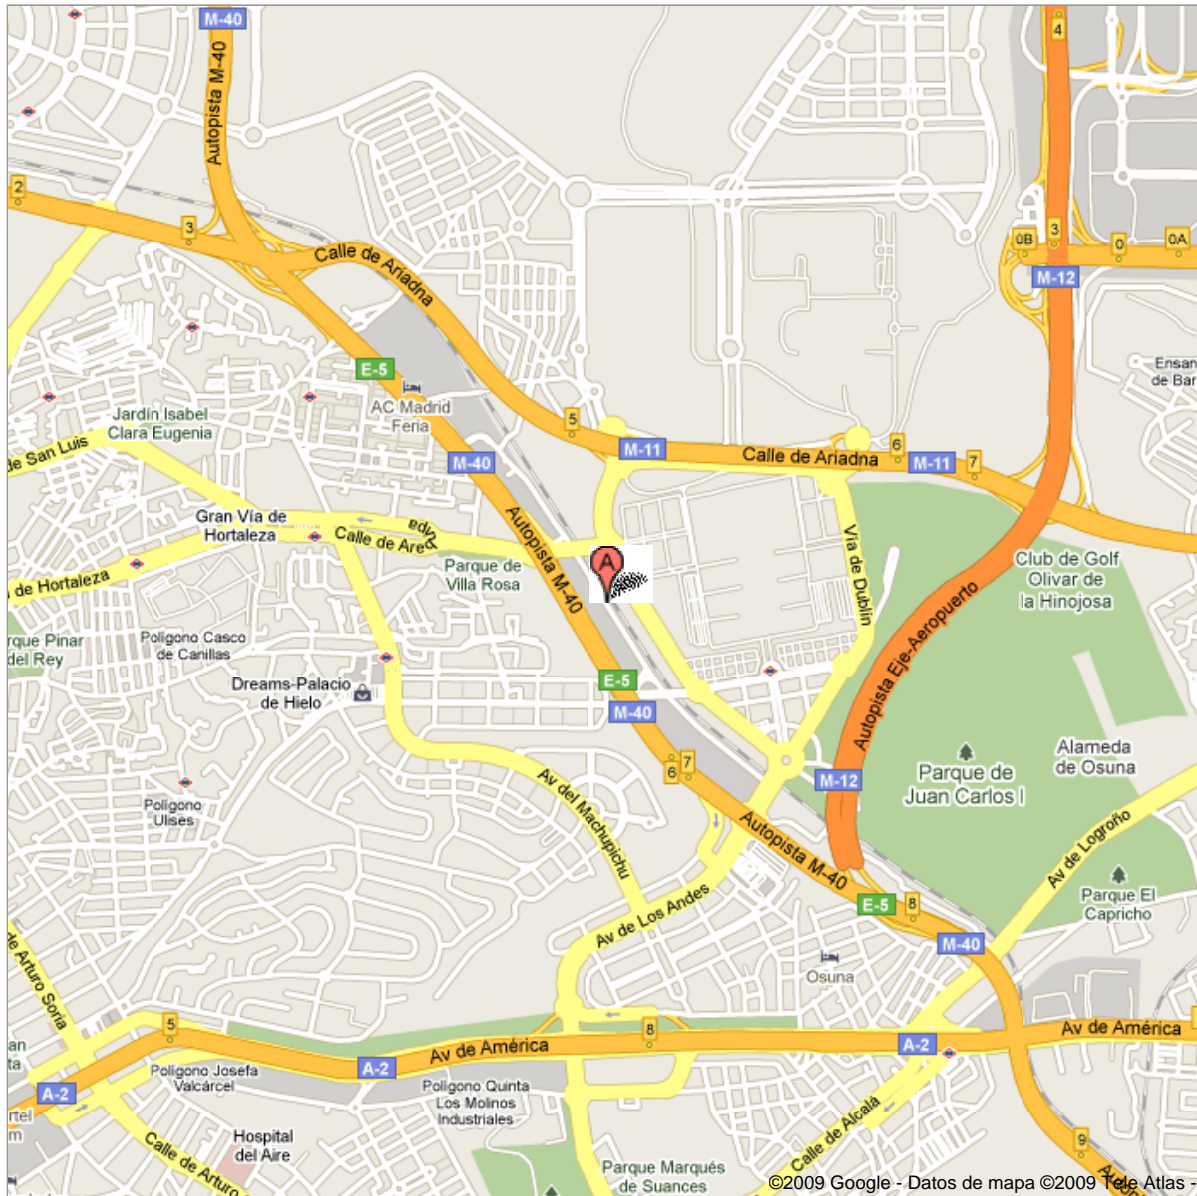 M-40
4
Autopista M-40
2
3
Calle de Ariadna
0B
3
0
0A
M-12
E-5
AC Madrid
Feria
Ensan
de Bar
Jardín Isabel
Clara Eugenia
5
M-11
6
Calle de Ariadna
M-11
7
de San Luis
M-40
Gran Vía de
Hortaleza
Calle de Arequipa
Autopista M-40
Vía de Dublín
Parque de
Villa Rosa
A
Club de Golf
Olivar de
la Hinojosa
de Hortaleza
rque Pinar
del Rey
Poligono Casco
de Canillas
Autopista Eje-Aeropuerto
Dreams-Palacio
de Hielo
E-5
M-40
6
7
M-12
Parque de
Juan Carlos I
Alameda
de Osuna
Av del Machupichu
Poligono
Ulises
Autopista M-40
Av de Logroño
Parque El
Capricho
E-5
8
Av de Los Andes
M-40
Osuna
de Arturo Soria
5
8
Av de América
A-2
A-2
Av de América
an
ta
A-2
Poligono Josefa
Valcárcel
Poligono Quinta
Los Molinos
Industriales
rtel
m
Hospital
del Aire
Calle de Arturo
Calle de Alcalá
9
Parque Marqués
de Suances
©2009 Google - Datos de mapa ©2009 Tele Atlas -